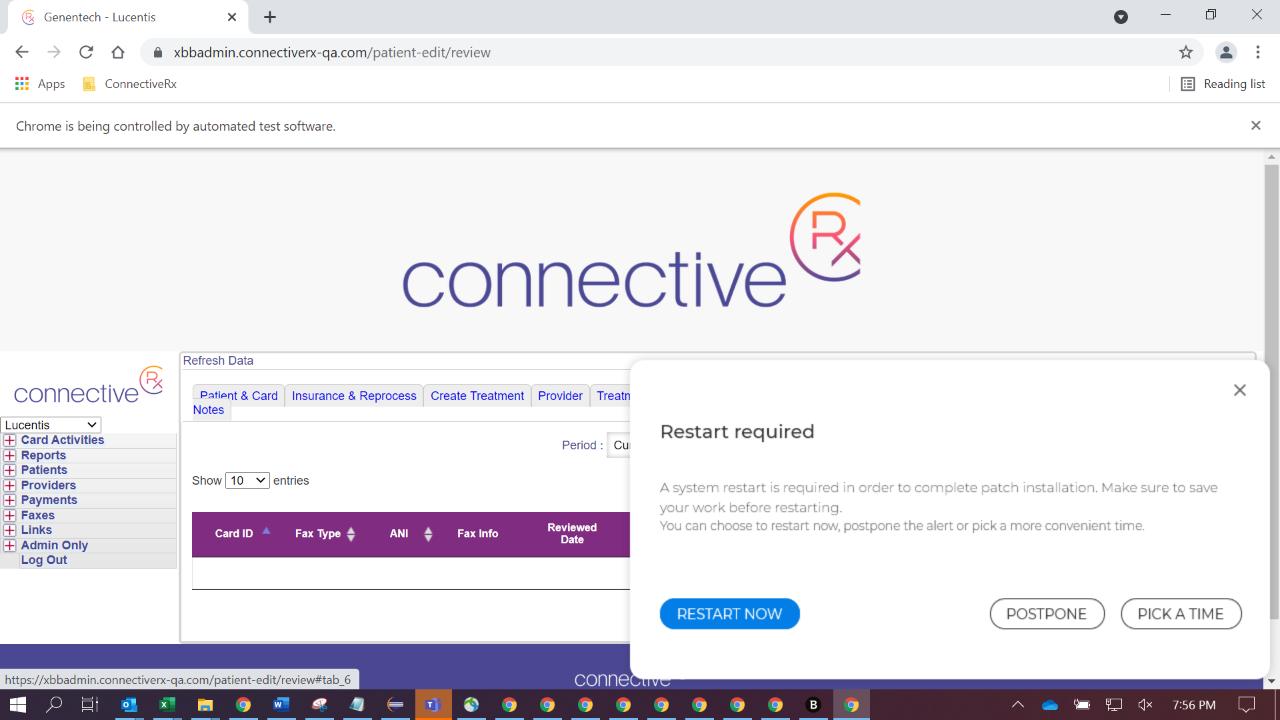 Genentech - Lucentis
xbbadmin.connectiverx-qa.com/patient-edit/review
Apps ConnectiveRx Reading list
Chrome is being controlled by automated test software.
connective Rx
connective Rx
Lucentis
Card Activities
Reports
Patients
Providers
Payments
Faxes
Links
Admin Only
Log Out
Refresh Data
Patient & Card Insurance & Reprocess Create Treatment Provider
Notes
Period :
Show 10 entries
Card ID Fax Type ANI Fax Info Reviewed
Date
Restart required
A system restart is required in order to complete patch installation. Make sure to save
your work before restarting.
You can choose to restart now, postpone the alert or pick a more convenient time.
RESTART NOW POSTPONE PICK A TIME
connective
https://xbbadmin.connectiverx-qa.com/patient-edit/review#tab_6
7:56 PM